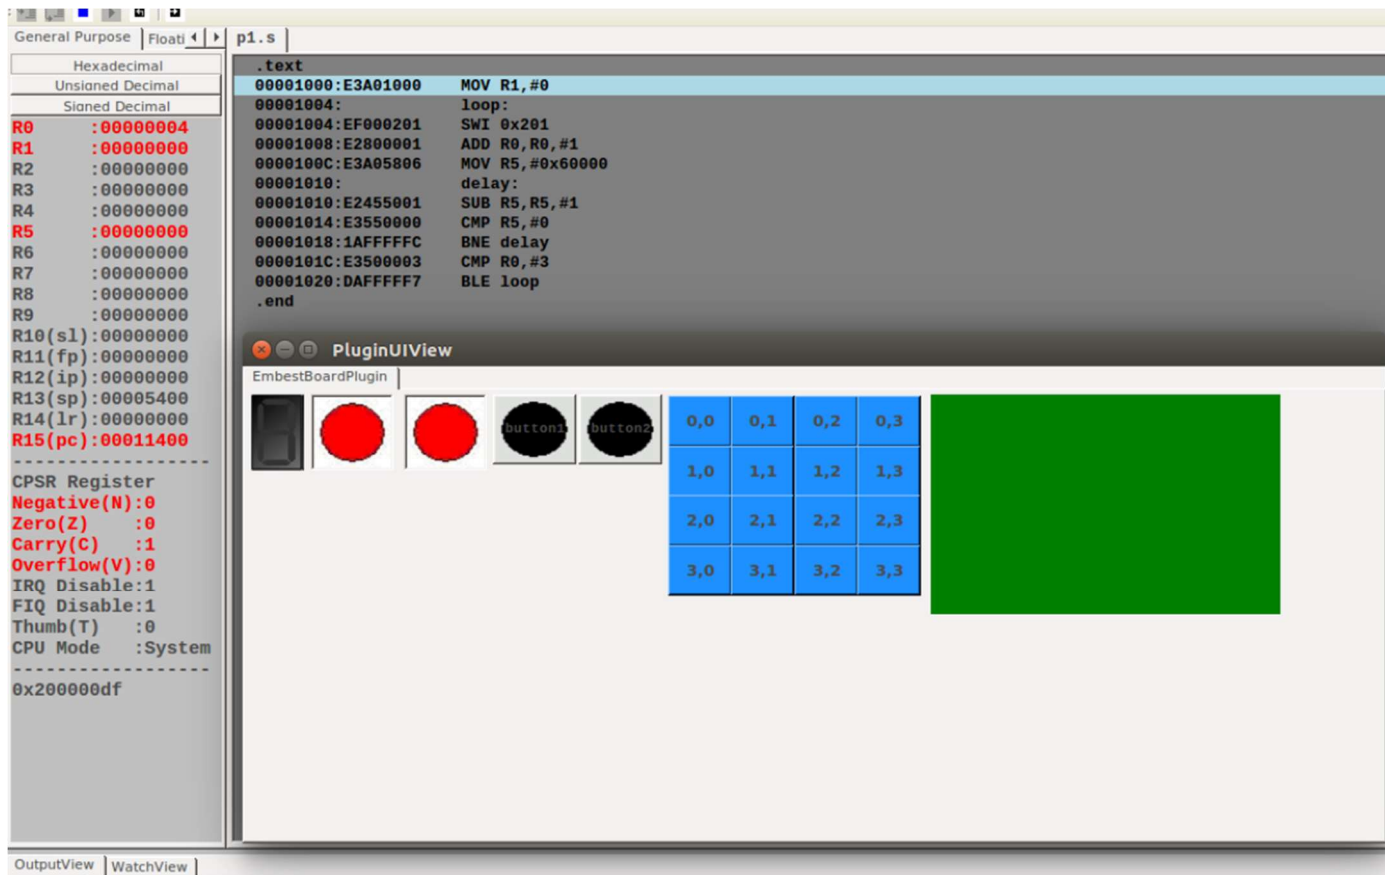 General Purpose Floati p1.s
Hexadecimal
Unsigned Decimal
Signed Decimal
R0 :00000004
R1 :00000000
R2 :00000000
R3 :00000000
R4 :00000000
R5 :00000000
R6 :00000000
R7 :00000000
R8 :00000000
R9 :00000000
R10(sl):00000000
R11(fp):00000000
R12(ip):00000000
R13(sp):00005400
R14(lr):00000000
R15(pc):00011400
------------------
CPSR Register
Negative(N):0
Zero(Z) :0
Carry(C) :1
Overflow(V):0
IRQ Disable:1
FIQ Disable:1
Thumb(T) :0
CPU Mode :System
------------------
0x200000df
.text
00001000:E3A01000 MOV R1,#0
00001004: loop:
00001004:EF000201 SWI 0x201
00001008:E2800001 ADD R0,R0,#1
0000100C:E3A05806 MOV R5,#0x60000
00001010: delay:
00001010:E2455001 SUB R5,R5,#1
00001014:E3550000 CMP R5,#0
00001018:1AFFFFFC BNE delay
0000101C:E3500003 CMP R0,#3
00001020:DAFFFFF7 BLE loop
.end
PluginUIView
EmbestBoardPlugin
button1 button2
0,0 0,1 0,2 0,3
1,0 1,1 1,2 1,3
2,0 2,1 2,2 2,3
3,0 3,1 3,2 3,3
OutputView WatchView